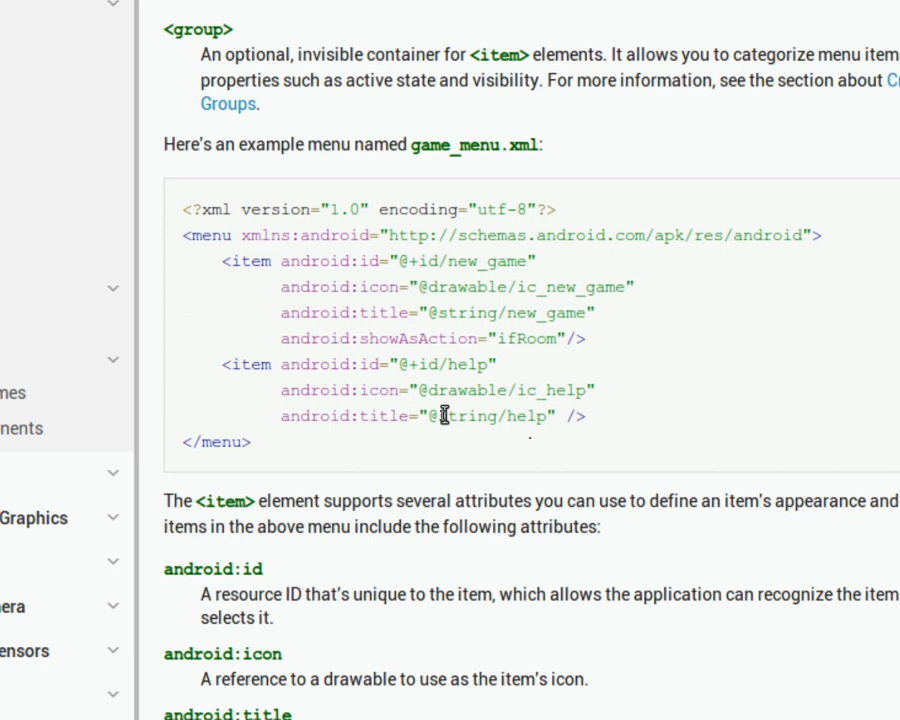 <group>
An optional, invisible container for <item> elements. It allows you to categorize menu item
properties such as active state and visibility. For more information, see the section about
Groups.
Here's an example menu named game_menu.xml:
<?xml version="1.0" encoding="utf-8"?>
<menu xmlns:android="http://schemas.android.com/apk/res/android">
<item android:id="@+id/new_game"
android:icon="@drawable/ic_new_game"
android:title="@string/new_game"
android:showAsAction="ifRoom"/>
<item android:id="@+id/help"
android:icon="@drawable/ic_help"
android:title="@string/help" />
</menu>
mes
nents
Graphics
era
ensors
The <item> element supports several attributes you can use to define an item's appearance and
items in the above menu include the following attributes:
android:id
A resource ID that's unique to the item, which allows the application can recognize the item
selects it.
android:icon
A reference to a drawable to use as the item's icon.
android:title